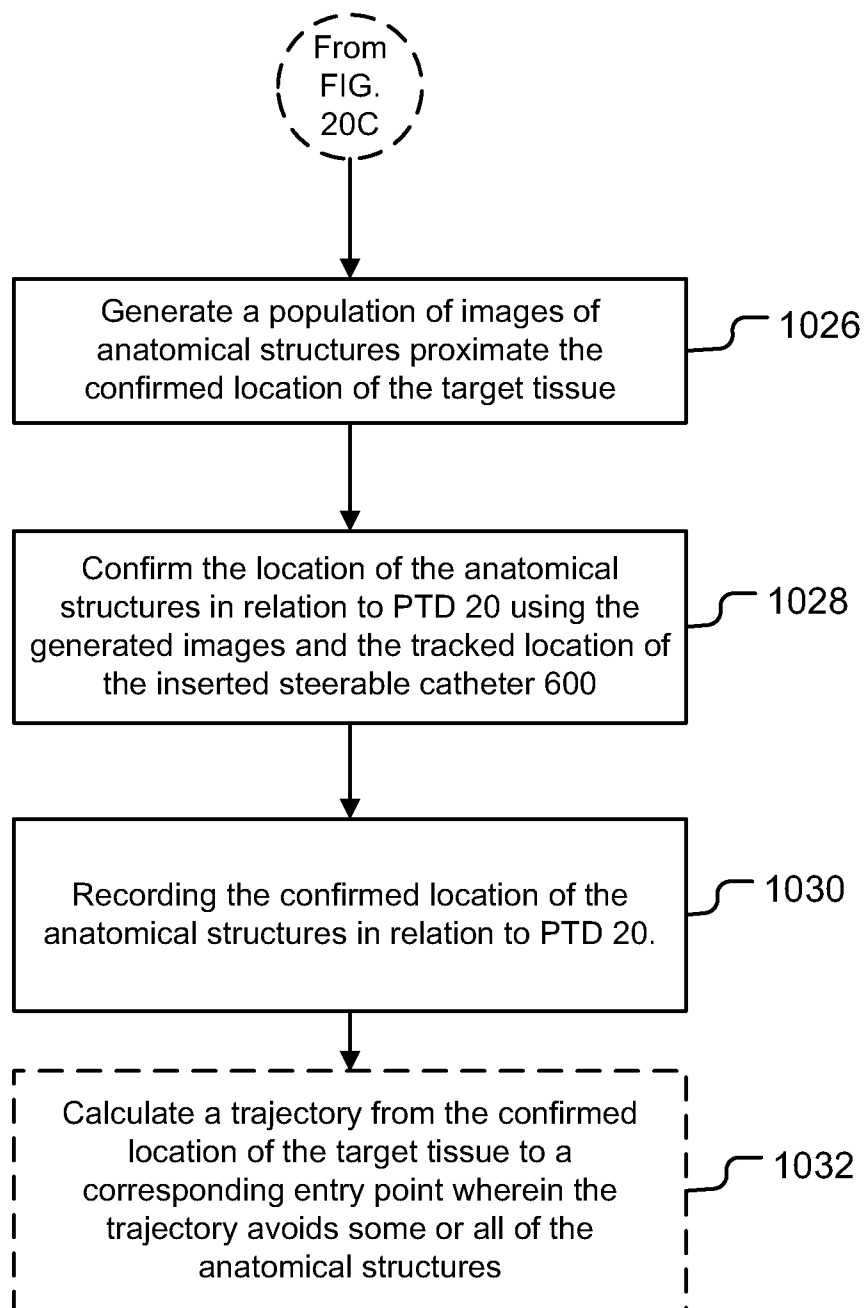 From
FIG.
20C
Generate a population of images of
anatomical structures proximate the
confirmed location of the target tissue
1026
Confirm the location of the anatomical
structures in relation to PTD 20 using the
generated images and the tracked location of
the inserted steerable catheter 600
1028
Recording the confirmed location of the
anatomical structures in relation to PTD 20.
1030
Calculate a trajectory from the confirmed
location of the target tissue to a
corresponding entry point wherein the
trajectory avoids some or all of the
anatomical structures
1032